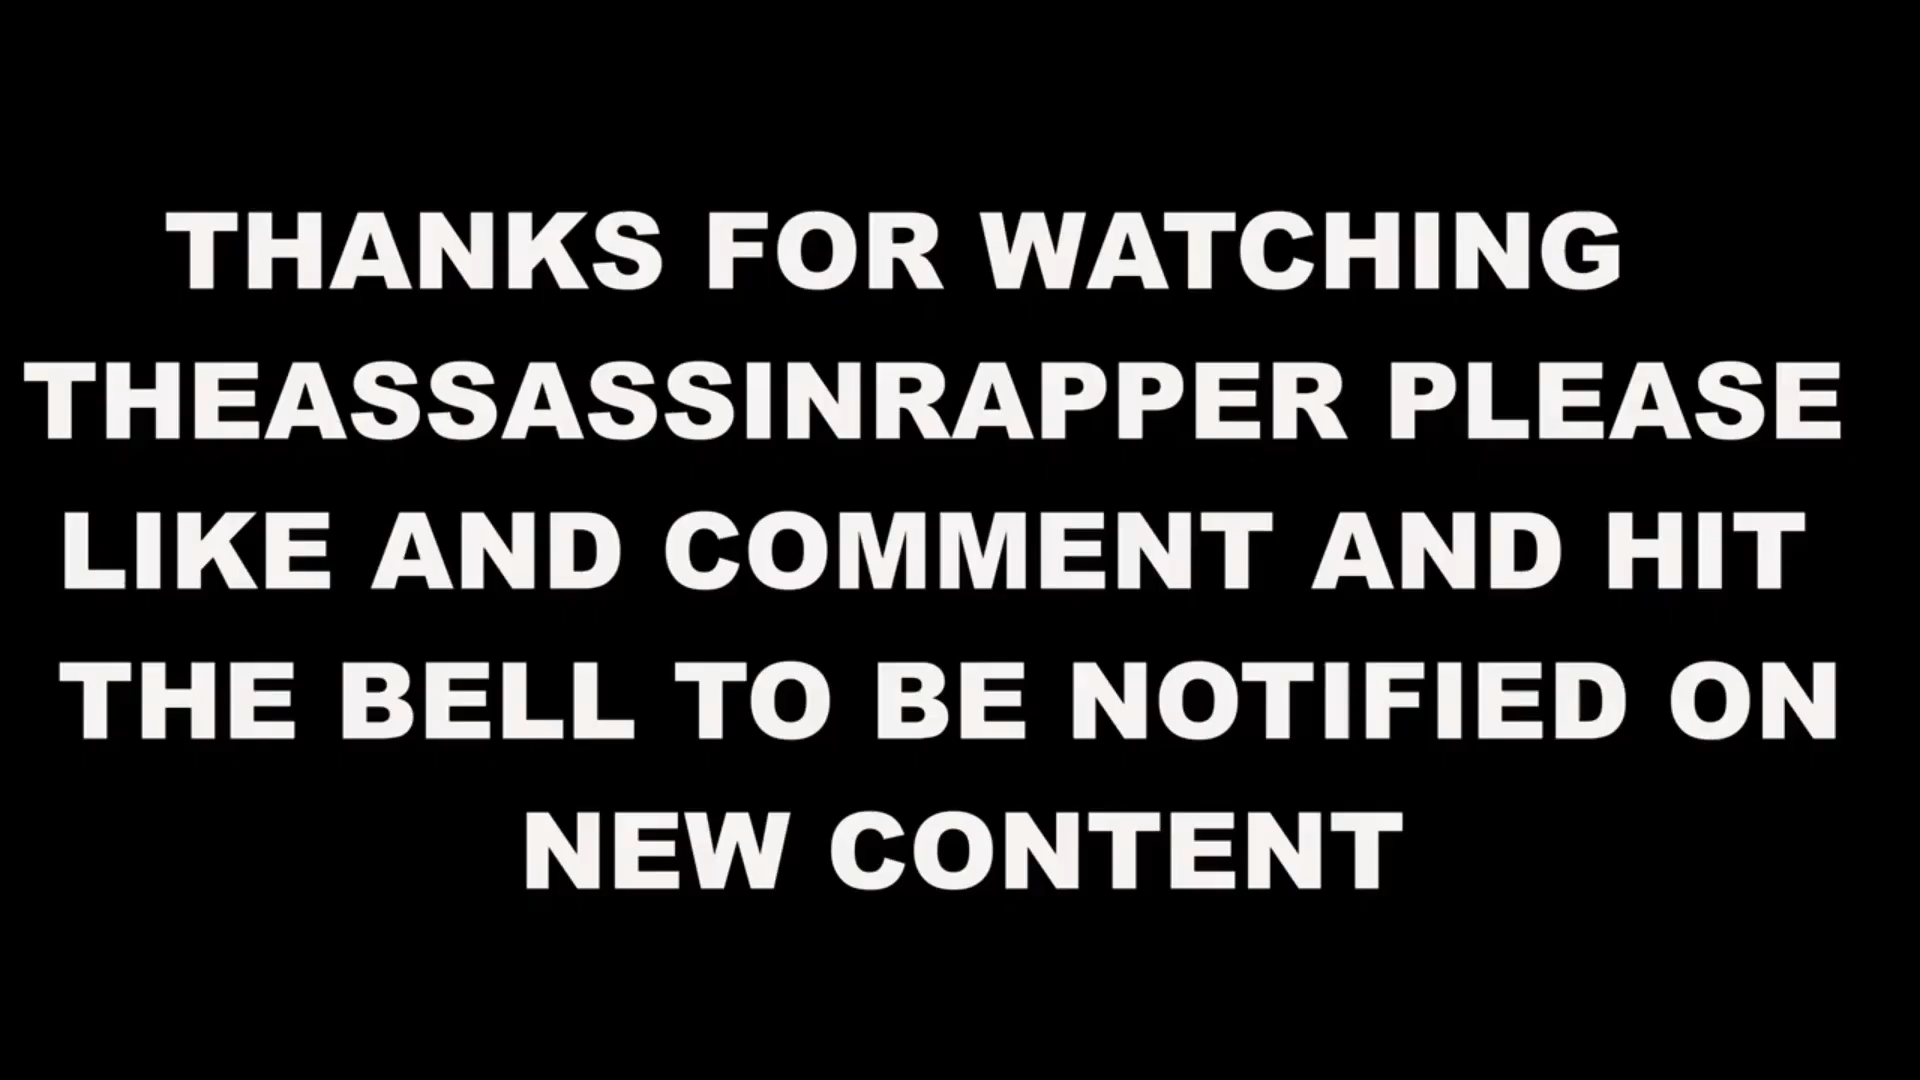 THANKS FOR WATCHING
THEASSASSINRAPPER PLEASE
LIKE AND COMMENT AND HIT
THE BELL TO BE NOTIFIED ON
NEW CONTENT